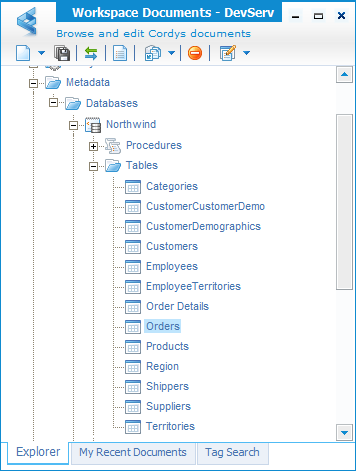 Workspace Documents - DevServ
Browse and edit Cordys documents
Metadata
Databases
Northwind
Procedures
Tables
Categories
CustomerCustomerDemo
CustomerDemographics
Customers
Employees
EmployeeTerritories
Order Details
Orders
Products
Region
Shippers
Suppliers
Territories
Explorer
My Recent Documents
Tag Search